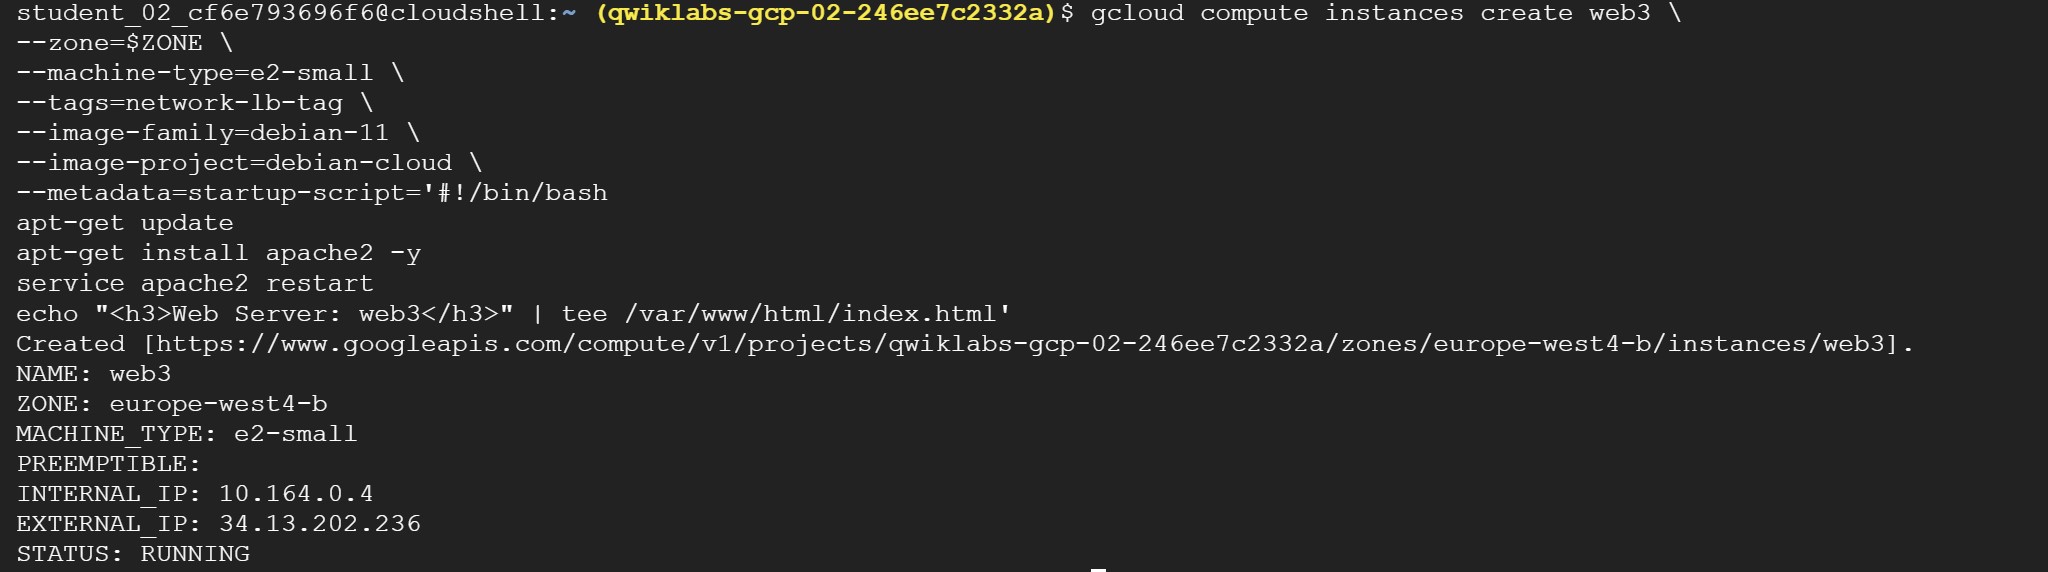 student_02_cf6e793696f6@cloudshell:~ (qwiklabs-gcp-02-246ee7c2332a)$ gcloud compute instances create web3 \
--zone=$ZONE \
--machine-type=e2-small \
--tags=network-lb-tag \
--image-family=debian-11 \
--image-project=debian-cloud \
--metadata=startup-script='#!/bin/bash
apt-get update
apt-get install apache2 -y
service apache2 restart
echo "<h3>Web Server: web3</h3>" | tee /var/www/html/index.html'
Created [https://www.googleapis.com/compute/v1/projects/qwiklabs-gcp-02-246ee7c2332a/zones/europe-west4-b/instances/web3].
NAME: web3
ZONE: europe-west4-b
MACHINE_TYPE: e2-small
PREEMPTIBLE:
INTERNAL_IP: 10.164.0.4
EXTERNAL_IP: 34.13.202.236
STATUS: RUNNING